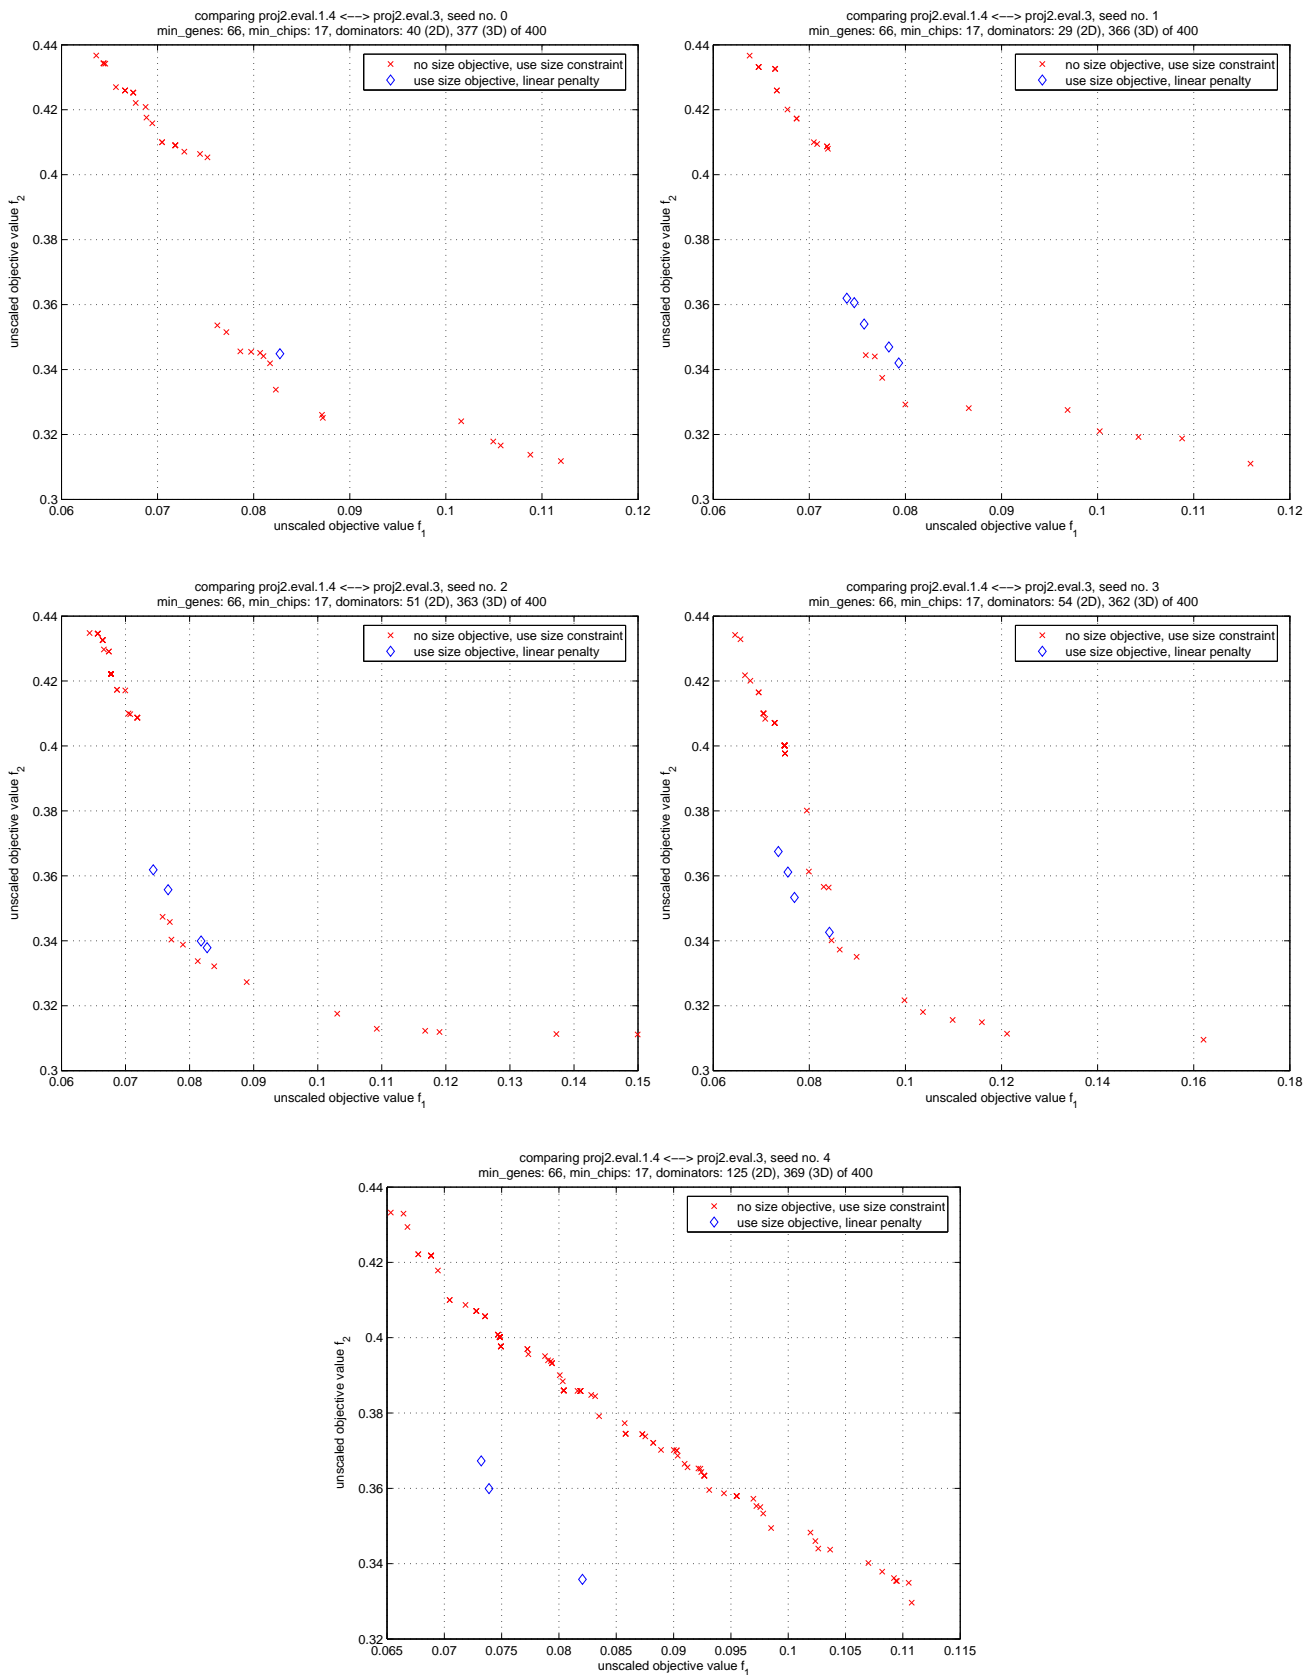 comparing proj2.eval.1.4 <−−> proj2.eval.3, seed no. 0
min_genes: 66, min_chips: 17, dominators: 40 (2D), 377 (3D) of 400
no size objective, use size constraint
use size objective, linear penalty
0.44
0.42
0.4
0.38
0.36
0.34
0.32
0.3
unscaled objective value f_2
0.06 0.07 0.08 0.09 0.1 0.11 0.12
unscaled objective value f_1
comparing proj2.eval.1.4 <−−> proj2.eval.3, seed no. 1
min_genes: 66, min_chips: 17, dominators: 29 (2D), 366 (3D) of 400
no size objective, use size constraint
use size objective, linear penalty
0.44
0.42
0.4
0.38
0.36
0.34
0.32
0.3
unscaled objective value f_2
0.06 0.07 0.08 0.09 0.1 0.11 0.12
unscaled objective value f_1
comparing proj2.eval.1.4 <−−> proj2.eval.3, seed no. 2
min_genes: 66, min_chips: 17, dominators: 51 (2D), 363 (3D) of 400
no size objective, use size constraint
use size objective, linear penalty
0.44
0.42
0.4
0.38
0.36
0.34
0.32
0.3
unscaled objective value f_2
0.06 0.07 0.08 0.09 0.1 0.11 0.12 0.13 0.14 0.15
unscaled objective value f_1
comparing proj2.eval.1.4 <−−> proj2.eval.3, seed no. 3
min_genes: 66, min_chips: 17, dominators: 54 (2D), 362 (3D) of 400
no size objective, use size constraint
use size objective, linear penalty
0.44
0.42
0.4
0.38
0.36
0.34
0.32
0.3
unscaled objective value f_2
0.06 0.08 0.1 0.12 0.14 0.16 0.18
unscaled objective value f_1
comparing proj2.eval.1.4 <−−> proj2.eval.3, seed no. 4
min_genes: 66, min_chips: 17, dominators: 125 (2D), 369 (3D) of 400
no size objective, use size constraint
use size objective, linear penalty
0.44
0.42
0.4
0.38
0.36
0.34
0.32
unscaled objective value f_2
0.065 0.07 0.075 0.08 0.085 0.09 0.095 0.1 0.105 0.11 0.115
unscaled objective value f_1